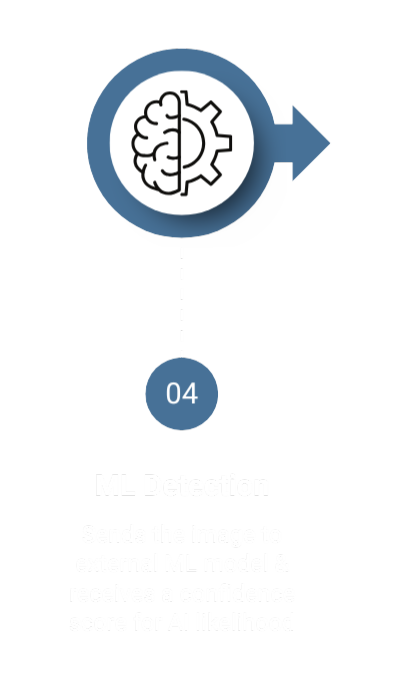 04
ML Detection
Sends the image to
external ML model &
receives a confidence
score for AI likelihood